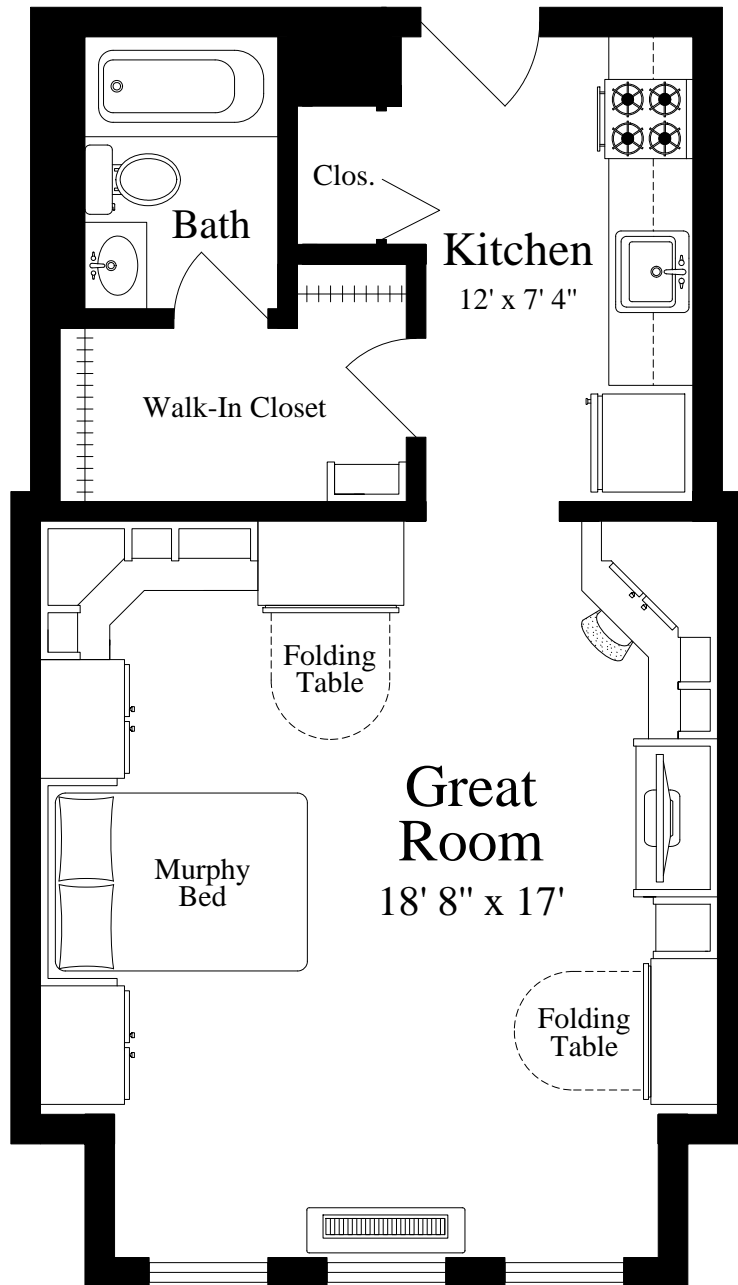 Clos.
Bath
Kitchen
12' x 7' 4"
Walk-In Closet
Folding
Table
Great
Room
18' 8" x 17'
Murphy
Bed
Folding
Table